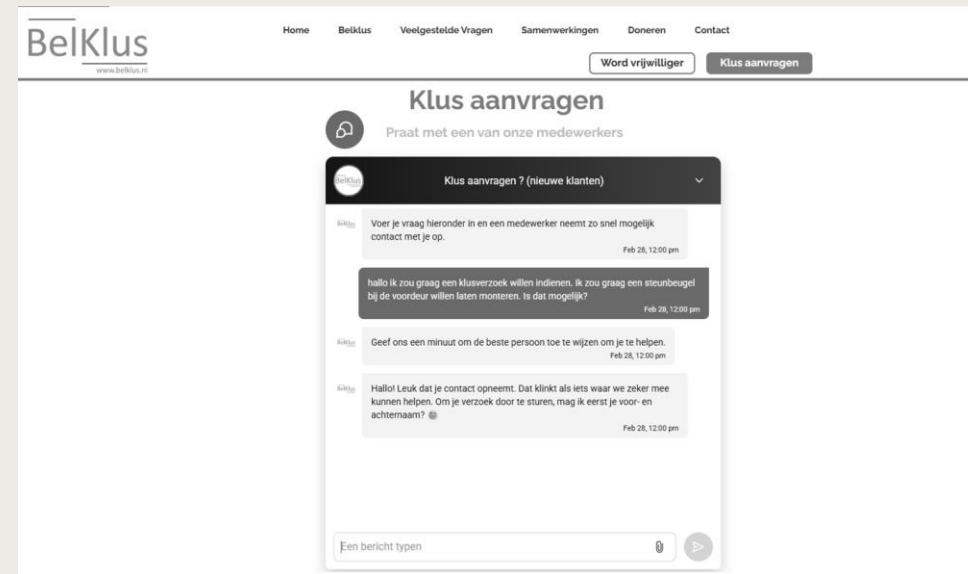 BelKlus
www.belklus.nl
Home Belklus Veelgestelde Vragen Samenwerkingen Doneren Contact
Word vrijwilliger Klus aanvragen
Klus aanvragen
Praat met een van onze medewerkers
BelKlus
Klus aanvragen ? (nieuwe klanten)
Voer je vraag hieronder in en een medewerker neemt zo snel mogelijk
contact met je op.
Feb 28, 12:00 pm
hallo ik zou graag een klusverzoek willen indienen. Ik zou graag een steunbeugel
bij de voordeur willen laten monteren. Is dat mogelijk?
Feb 28, 12:00 pm
Geef ons een minuut om de beste persoon toe te wijzen om je te helpen.
Feb 28, 12:00 pm
Hallo! Leuk dat je contact opneemt. Dat klinkt als iets waar we zeker mee
kunnen helpen. Om je verzoek door te sturen, mag ik eerst je voor- en
achternaam?
Feb 28, 12:00 pm
Een bericht typen